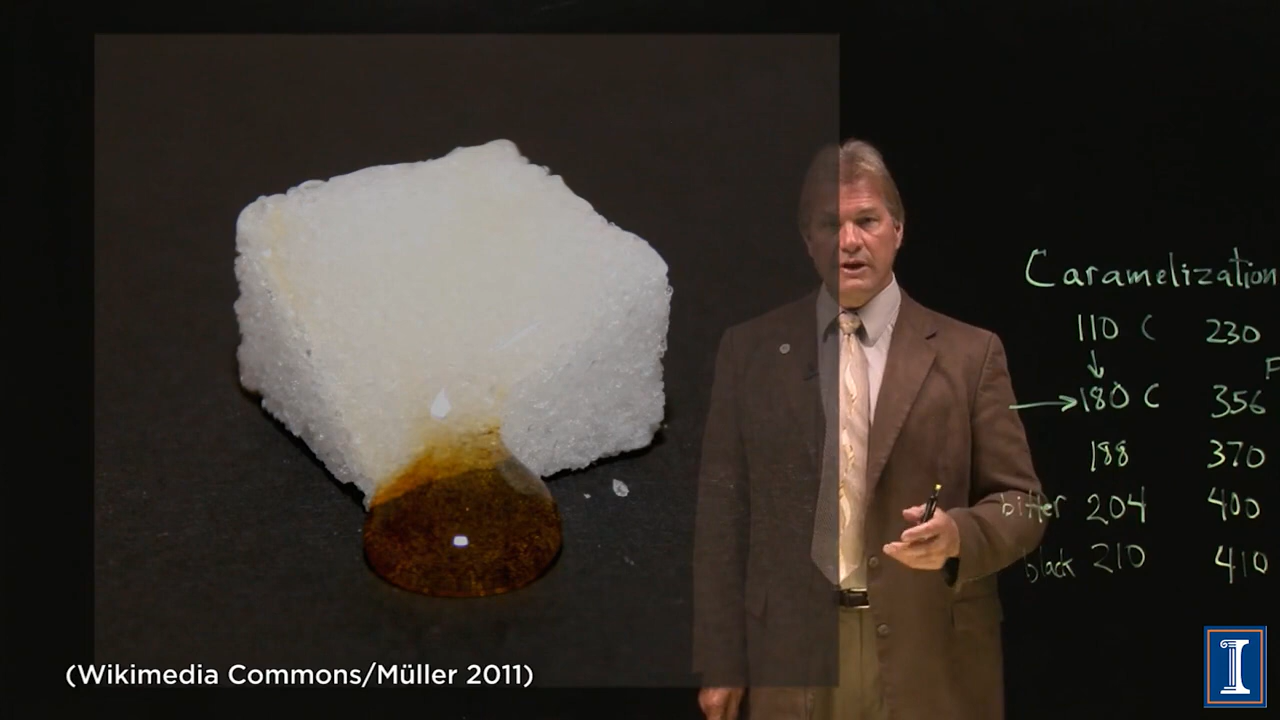 Caramelization
110 C 230
F
180 C 356
188 370
bitter 204 400
black 210 410
(Wikimedia Commons/Müller 2011)
I